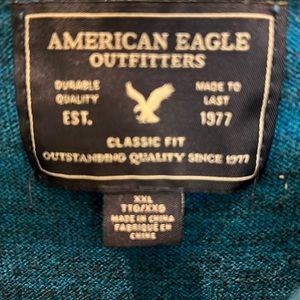 AMERICAN EAGLE
OUTFITTERS
DURABLE MADE TO
QUALITY LAST
EST. 1977
CLASSIC FIT
OUTSTANDING QUALITY SINCE 1977
XXL
TTG/XXG
MADE IN CHINA
FABRIQUÉ EN
CHINE